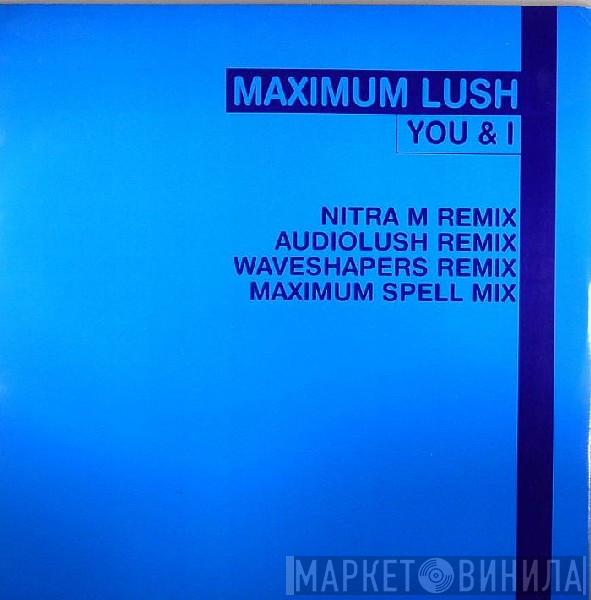 MAXIMUM LUSH
YOU & I
NITRA M REMIX
AUDIOLUSH REMIX
WAVESHAPERS REMIX
MAXIMUM SPELL MIX
МАРКЕТ ВИНИЛА